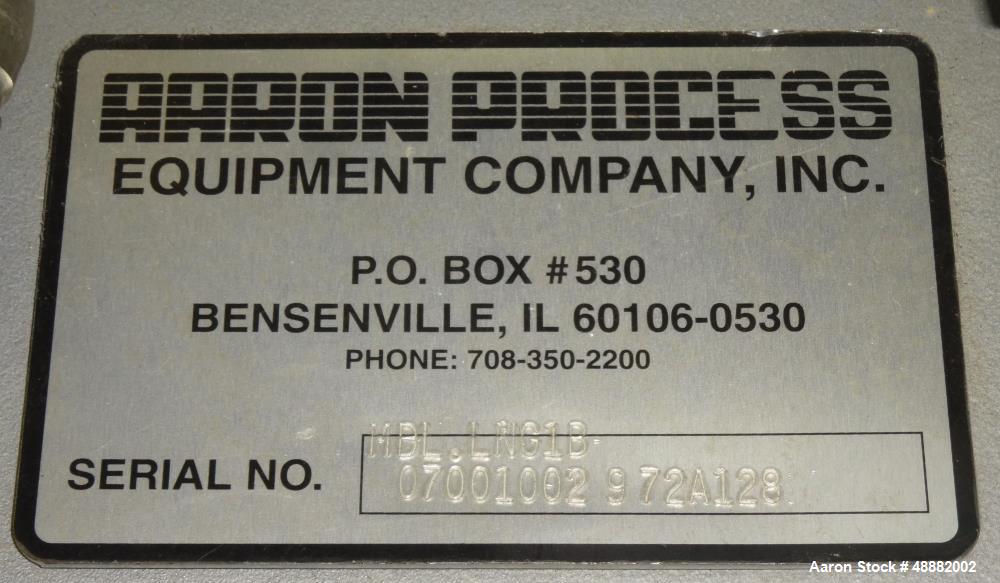 AARON PROCESS
EQUIPMENT COMPANY, INC.
P.O. BOX #530
BENSENVILLE, IL 60106-0530
PHONE: 708-350-2200
MDL.LNG1B
SERIAL NO. 07001002 9 72A128
Aaron Stock # 48882002